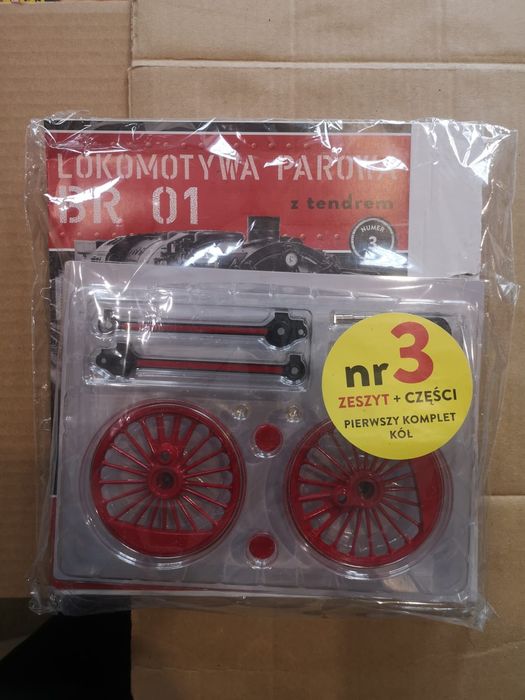 LOKOMOTYWA PAROWA
BR 01
z tendrem
NUMER
3
nr 3
ZESZYT + CZĘŚCI
PIERWSZY KOMPLET
KÓŁ